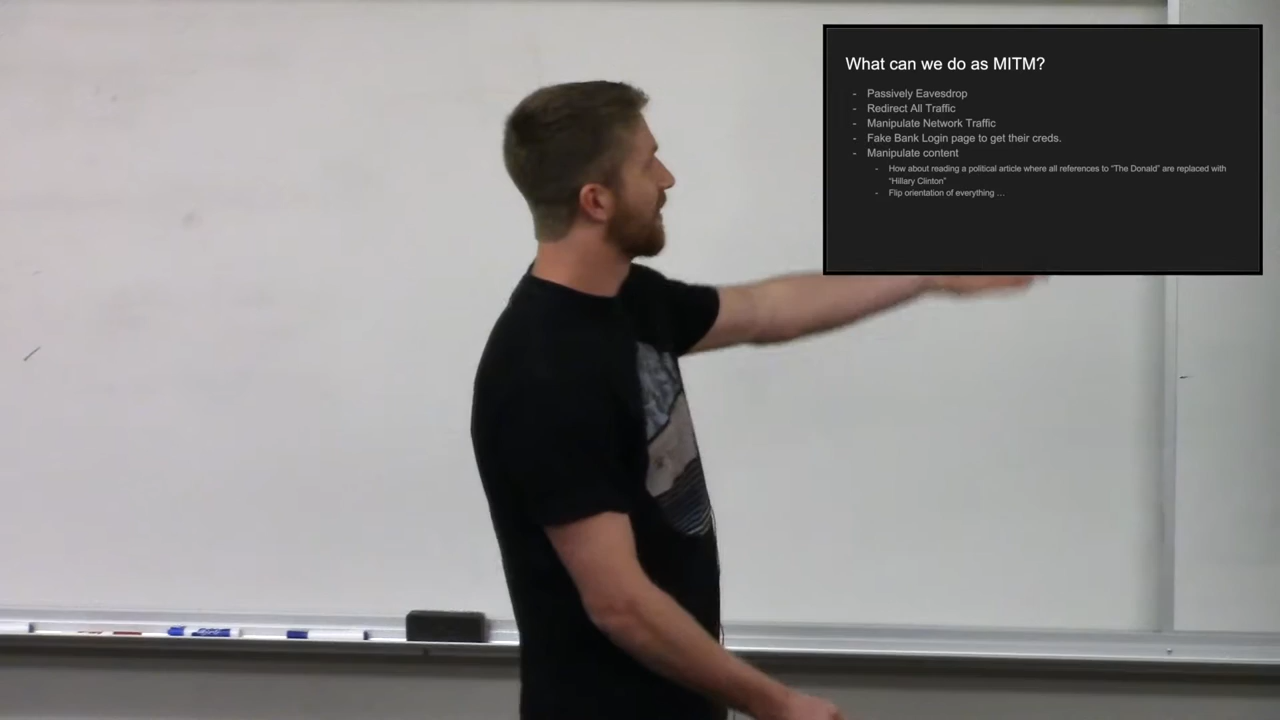 What can we do as MITM?
- Passively Eavesdrop
- Redirect All Traffic
- Manipulate Network Traffic
- Fake Bank Login page to get their creds.
- Manipulate content
- How about reading a political article where all references to "The Donald" are replaced with
"Hillary Clinton"
- Flip orientation of everything ...